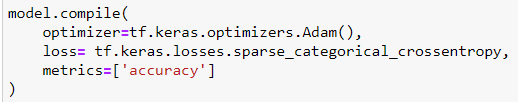 model.compile(
    optimizer=tf.keras.optimizers.Adam(),
    loss= tf.keras.losses.sparse_categorical_crossentropy,
    metrics=['accuracy']
)